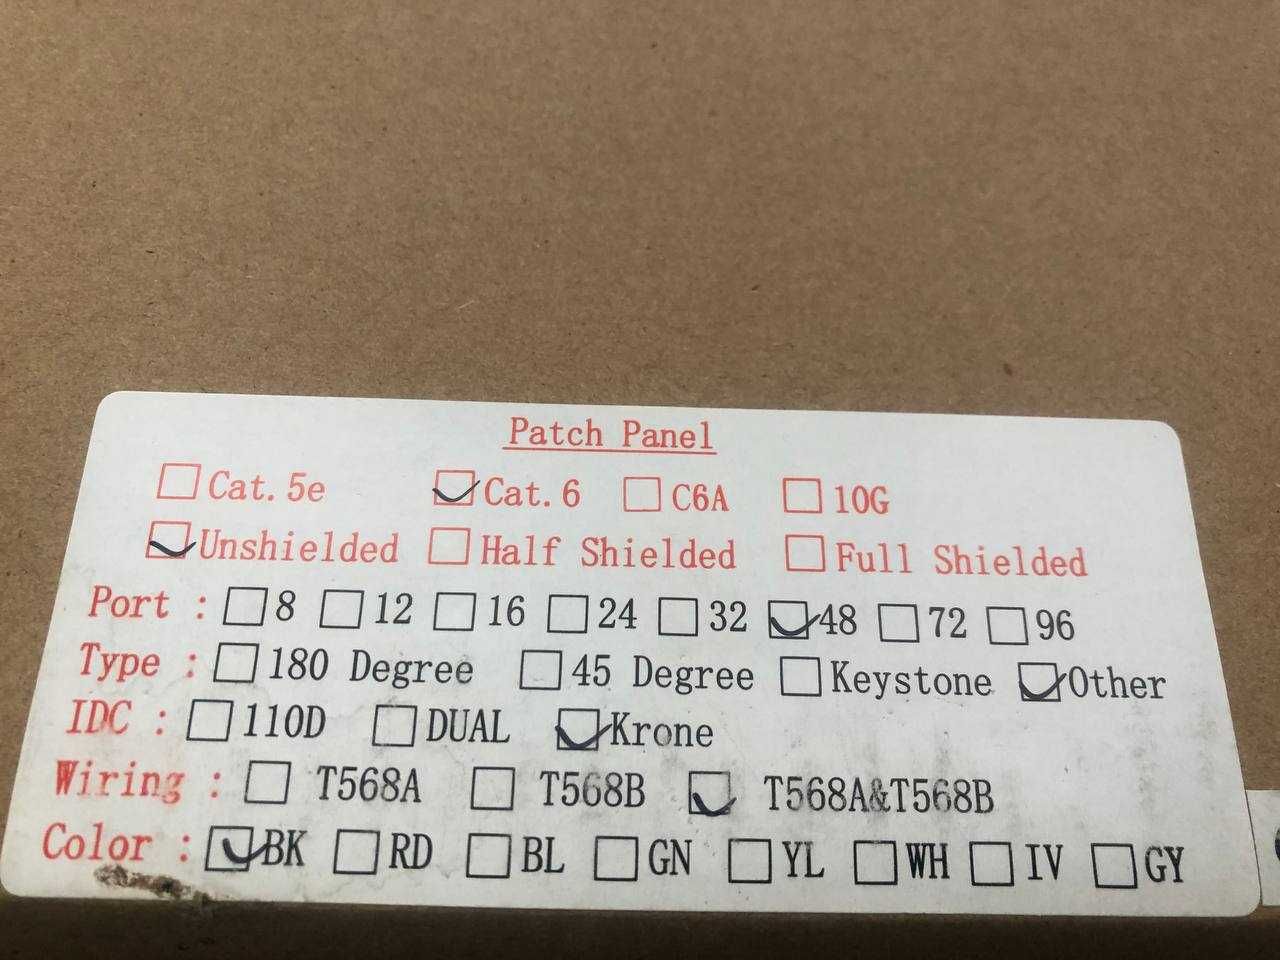 Patch Panel
☐Cat.5e ☑Cat.6 ☐C6A ☐10G
☑Unshielded ☐Half Shielded ☐Full Shielded
Port : ☐8 ☐12 ☐16 ☐24 ☐32 ☑48 ☐72 ☐96
Type : ☐180 Degree ☐45 Degree ☐Keystone ☑Other
IDC : ☐110D ☐DUAL ☑Krone
Wiring : ☐ T568A ☐ T568B ☑ T568A&T568B
Color : ☑BK ☐RD ☐BL ☐GN ☐YL ☐WH ☐IV ☐GY